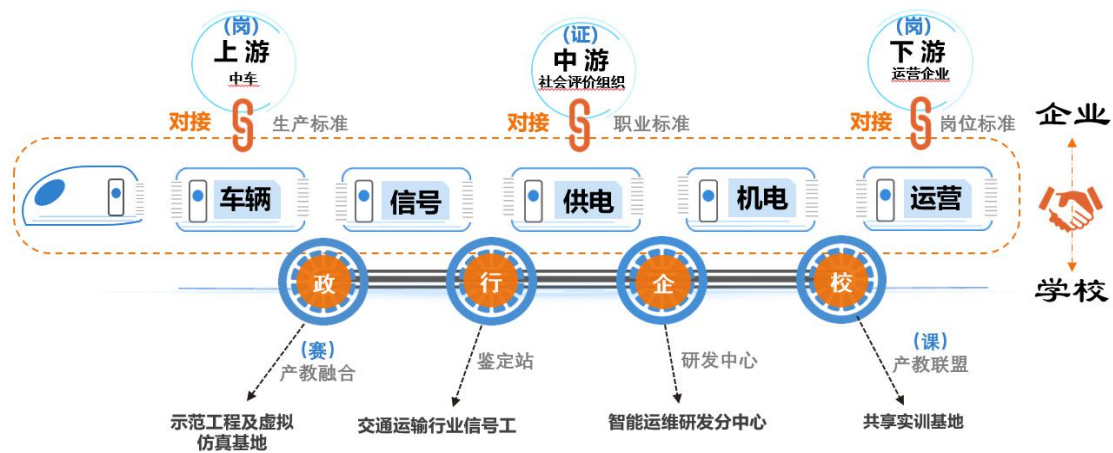 (岗)
上游
中车
(证)
中游
社会评价组织
(岗)
下游
运营企业
对接
生产标准
对接
职业标准
对接
岗位标准
企业
车辆
信号
供电
机电
运营
政
行
企
校
学校
(赛)
产教融合
鉴定站
研发中心
(课)
产教联盟
示范工程及虚拟
仿真基地
交通运输行业信号工
智能运维研发分中心
共享实训基地